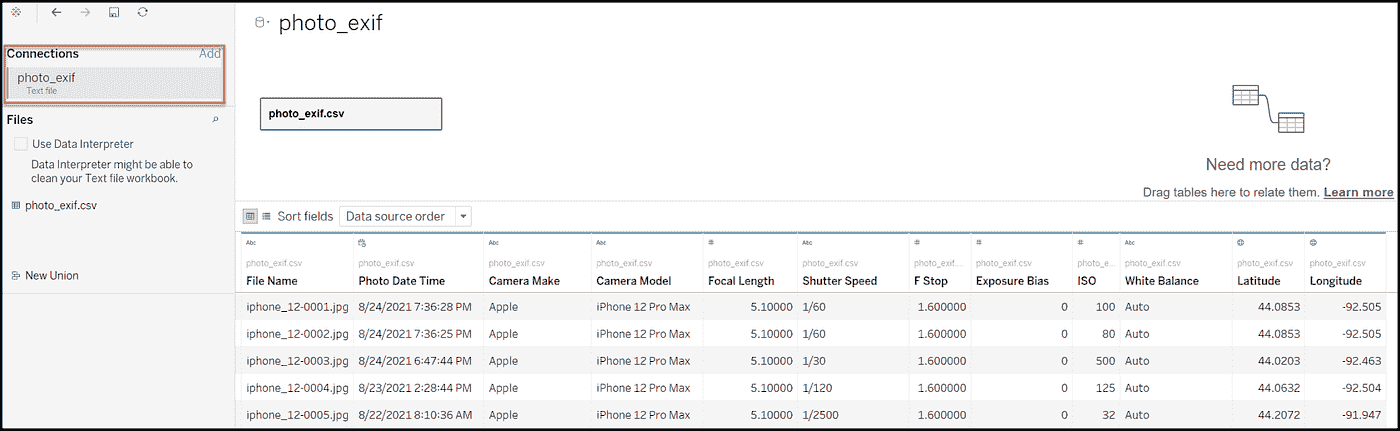 photo_exif
Connections Add
photo_exif
Text file
Files
Use Data Interpreter
Data Interpreter might be able to
clean your Text file workbook.
photo_exif.csv
New Union
photo_exif.csv
Need more data?
Drag tables here to relate them. Learn more
Sort fields Data source order
Abc Abc Abc # Abc # # # Abc
photo_exif.csv photo_exif.csv photo_exif.csv photo_exif.csv photo_exif.csv photo_exif.csv photo_exif.... photo_exif.csv photo_e... photo_exif.csv photo_exif.csv photo_exif.csv
File Name Photo Date Time Camera Make Camera Model Focal Length Shutter Speed F Stop Exposure Bias ISO White Balance Latitude Longitude
iphone_12-0001.jpg 8/24/2021 7:36:28 PM Apple iPhone 12 Pro Max 5.10000 1/60 1.600000 0 100 Auto 44.0853 -92.505
iphone_12-0002.jpg 8/24/2021 7:36:25 PM Apple iPhone 12 Pro Max 5.10000 1/60 1.600000 0 80 Auto 44.0853 -92.505
iphone_12-0003.jpg 8/24/2021 6:47:44 PM Apple iPhone 12 Pro Max 5.10000 1/30 1.600000 0 500 Auto 44.0203 -92.463
iphone_12-0004.jpg 8/23/2021 2:28:44 PM Apple iPhone 12 Pro Max 5.10000 1/120 1.600000 0 125 Auto 44.0632 -92.504
iphone_12-0005.jpg 8/22/2021 8:10:36 AM Apple iPhone 12 Pro Max 5.10000 1/2500 1.600000 0 32 Auto 44.2072 -91.947